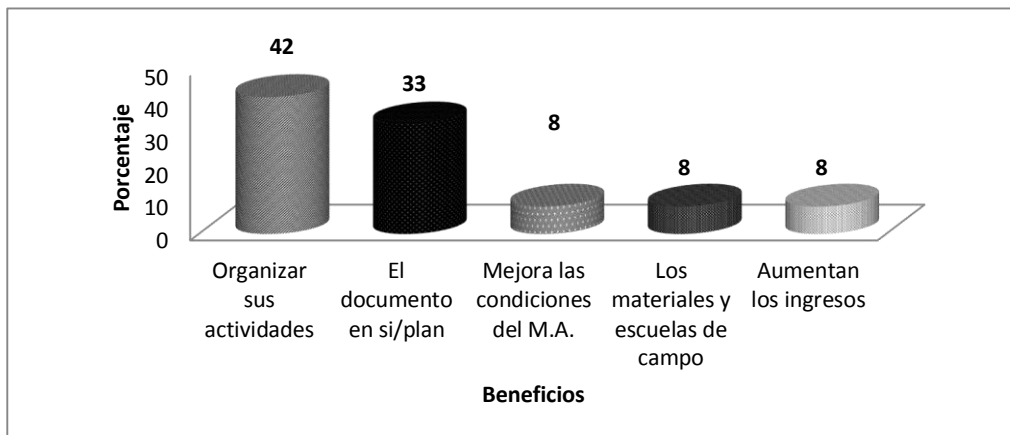 42
33
8
8
8
Porcentaje
50
40
30
20
10
0
Organizar
sus
actividades
El
documento
en si/plan
Mejora las
condiciones
del M.A.
Los
materiales y
escuelas de
campo
Aumentan
los ingresos
Beneficios